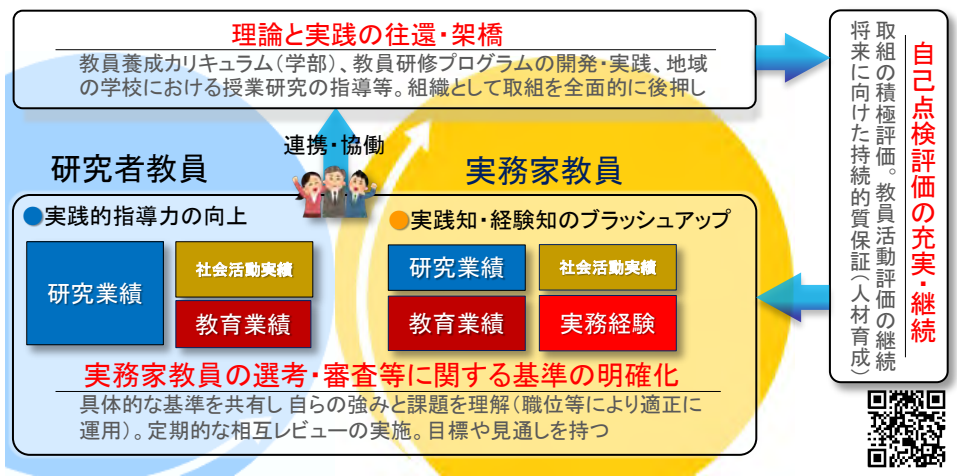 理論と実践の往還・架橋
教員養成カリキュラム（学部）、教員研修プログラムの開発・実践、地域
の学校における授業研究の指導等。組織として取組を全面的に後押し
連携・協働
研究者教員
実務家教員
●実践的指導力の向上
研究業績
社会活動実績
教育業績
●実践知・経験知のブラッシュアップ
研究業績
社会活動実績
教育業績
実務経験
実務家教員の選考・審査等に関する基準の明確化
具体的な基準を共有し自らの強みと課題を理解（職位等により適正に
運用）。定期的な相互レビューの実施。目標や見通しを持つ
自己点検評価の充実・継続
取組の積極評価。教員活動評価の継続
将来に向けた持続的質保証（人材育成）